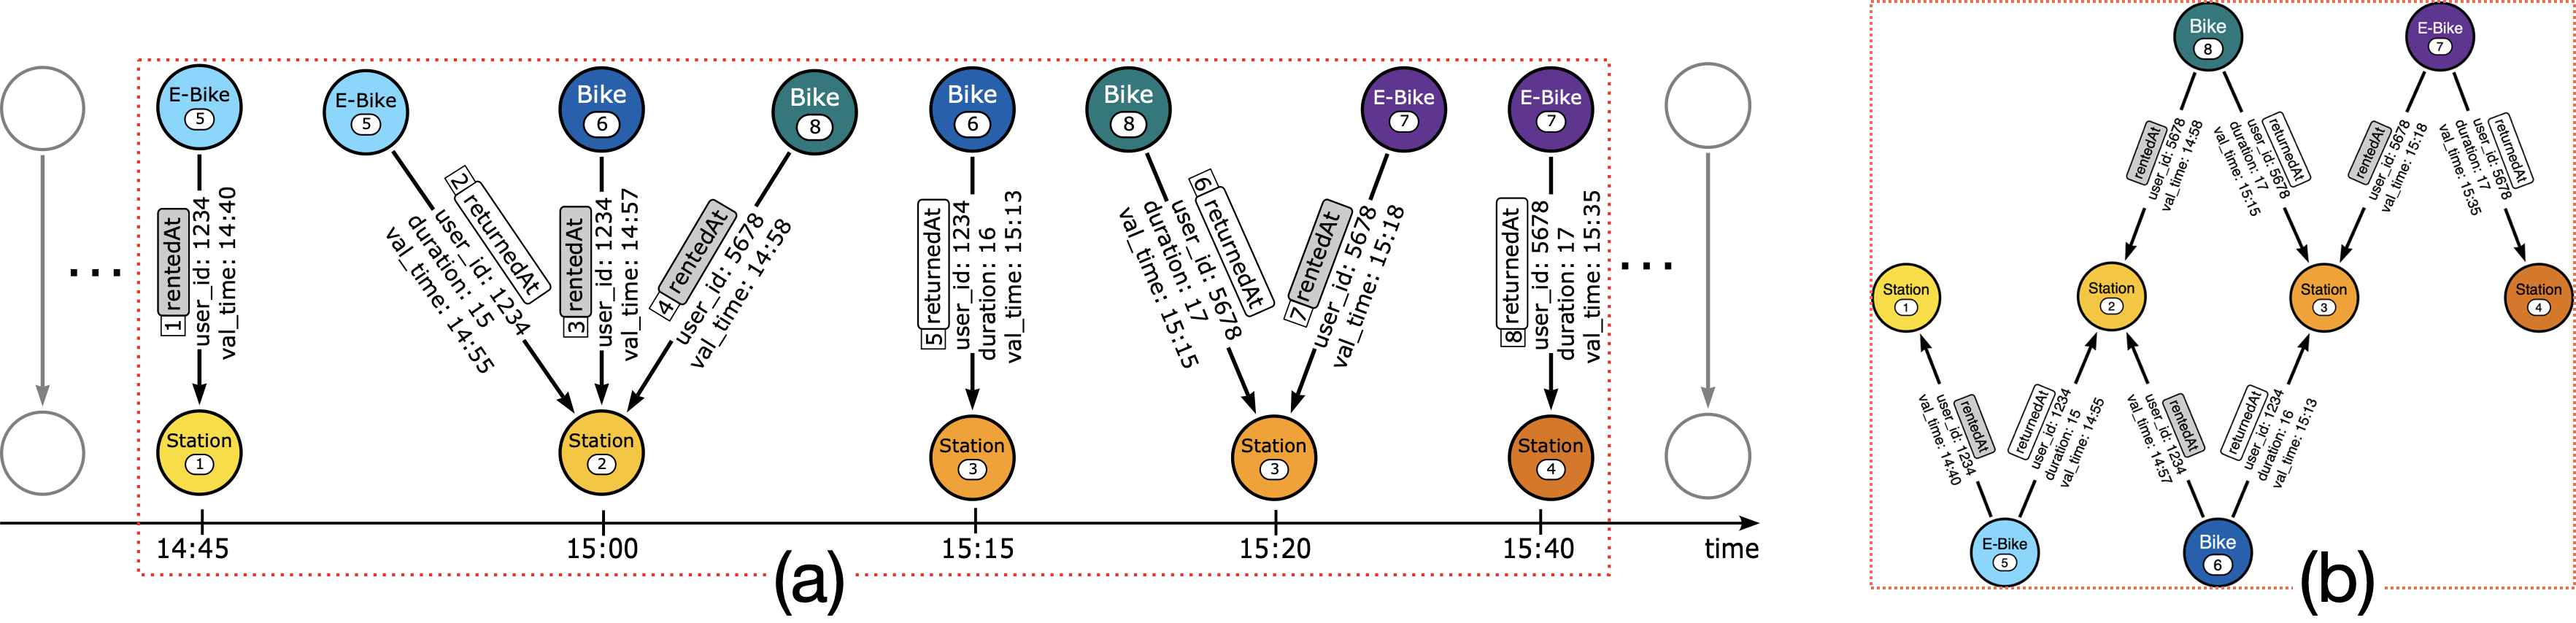 E-Bike
5
E-Bike
5
Bike
6
Bike
8
Bike
6
Bike
8
E-Bike
7
E-Bike
7
...
1 rentedAt
user_id: 1234
val_time: 14:40
2 returnedAt
user_id: 1234
duration: 15
val_time: 14:55
3 rentedAt
user_id: 1234
val_time: 14:57
4 rentedAt
user_id: 5678
val_time: 14:58
5 returnedAt
user_id: 1234
duration: 16
val_time: 15:13
6 returnedAt
user_id: 5678
duration: 17
val_time: 15:15
7 rentedAt
user_id: 5678
val_time: 15:18
8 returnedAt
user_id: 5678
duration: 17
val_time: 15:35
...
Station
1
Station
2
Station
3
Station
3
Station
4
14:45
15:00
15:15
15:20
15:40
time
(a)
Bike
8
E-Bike
7
rentedAt
user_id: 5678
val_time: 14:58
returnedAt
user_id: 5678
duration: 17
val_time: 15:15
rentedAt
user_id: 5678
val_time: 15:18
returnedAt
user_id: 5678
duration: 17
val_time: 15:35
Station
1
Station
2
Station
3
Station
4
rentedAt
user_id: 1234
val_time: 14:40
returnedAt
user_id: 1234
duration: 15
val_time: 14:55
rentedAt
user_id: 1234
val_time: 14:57
returnedAt
user_id: 1234
duration: 16
val_time: 15:13
E-Bike
5
Bike
6
(b)